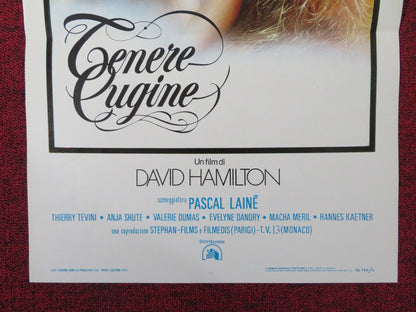 Tenere
Cugine
Un film di
DAVID HAMILTON
sceneggiatura PASCAL LAINÉ
THIERRY TEVINI • ANJA SHUTE • VALERIE DUMAS • EVELYNE DANDRY • MACHA MERIL • HANNES KAETNER
una coproduzione STEPHAN-FILMS e FILMEDIS (PARIGI) - T.V. 13 (MONACO)
Distribuzione